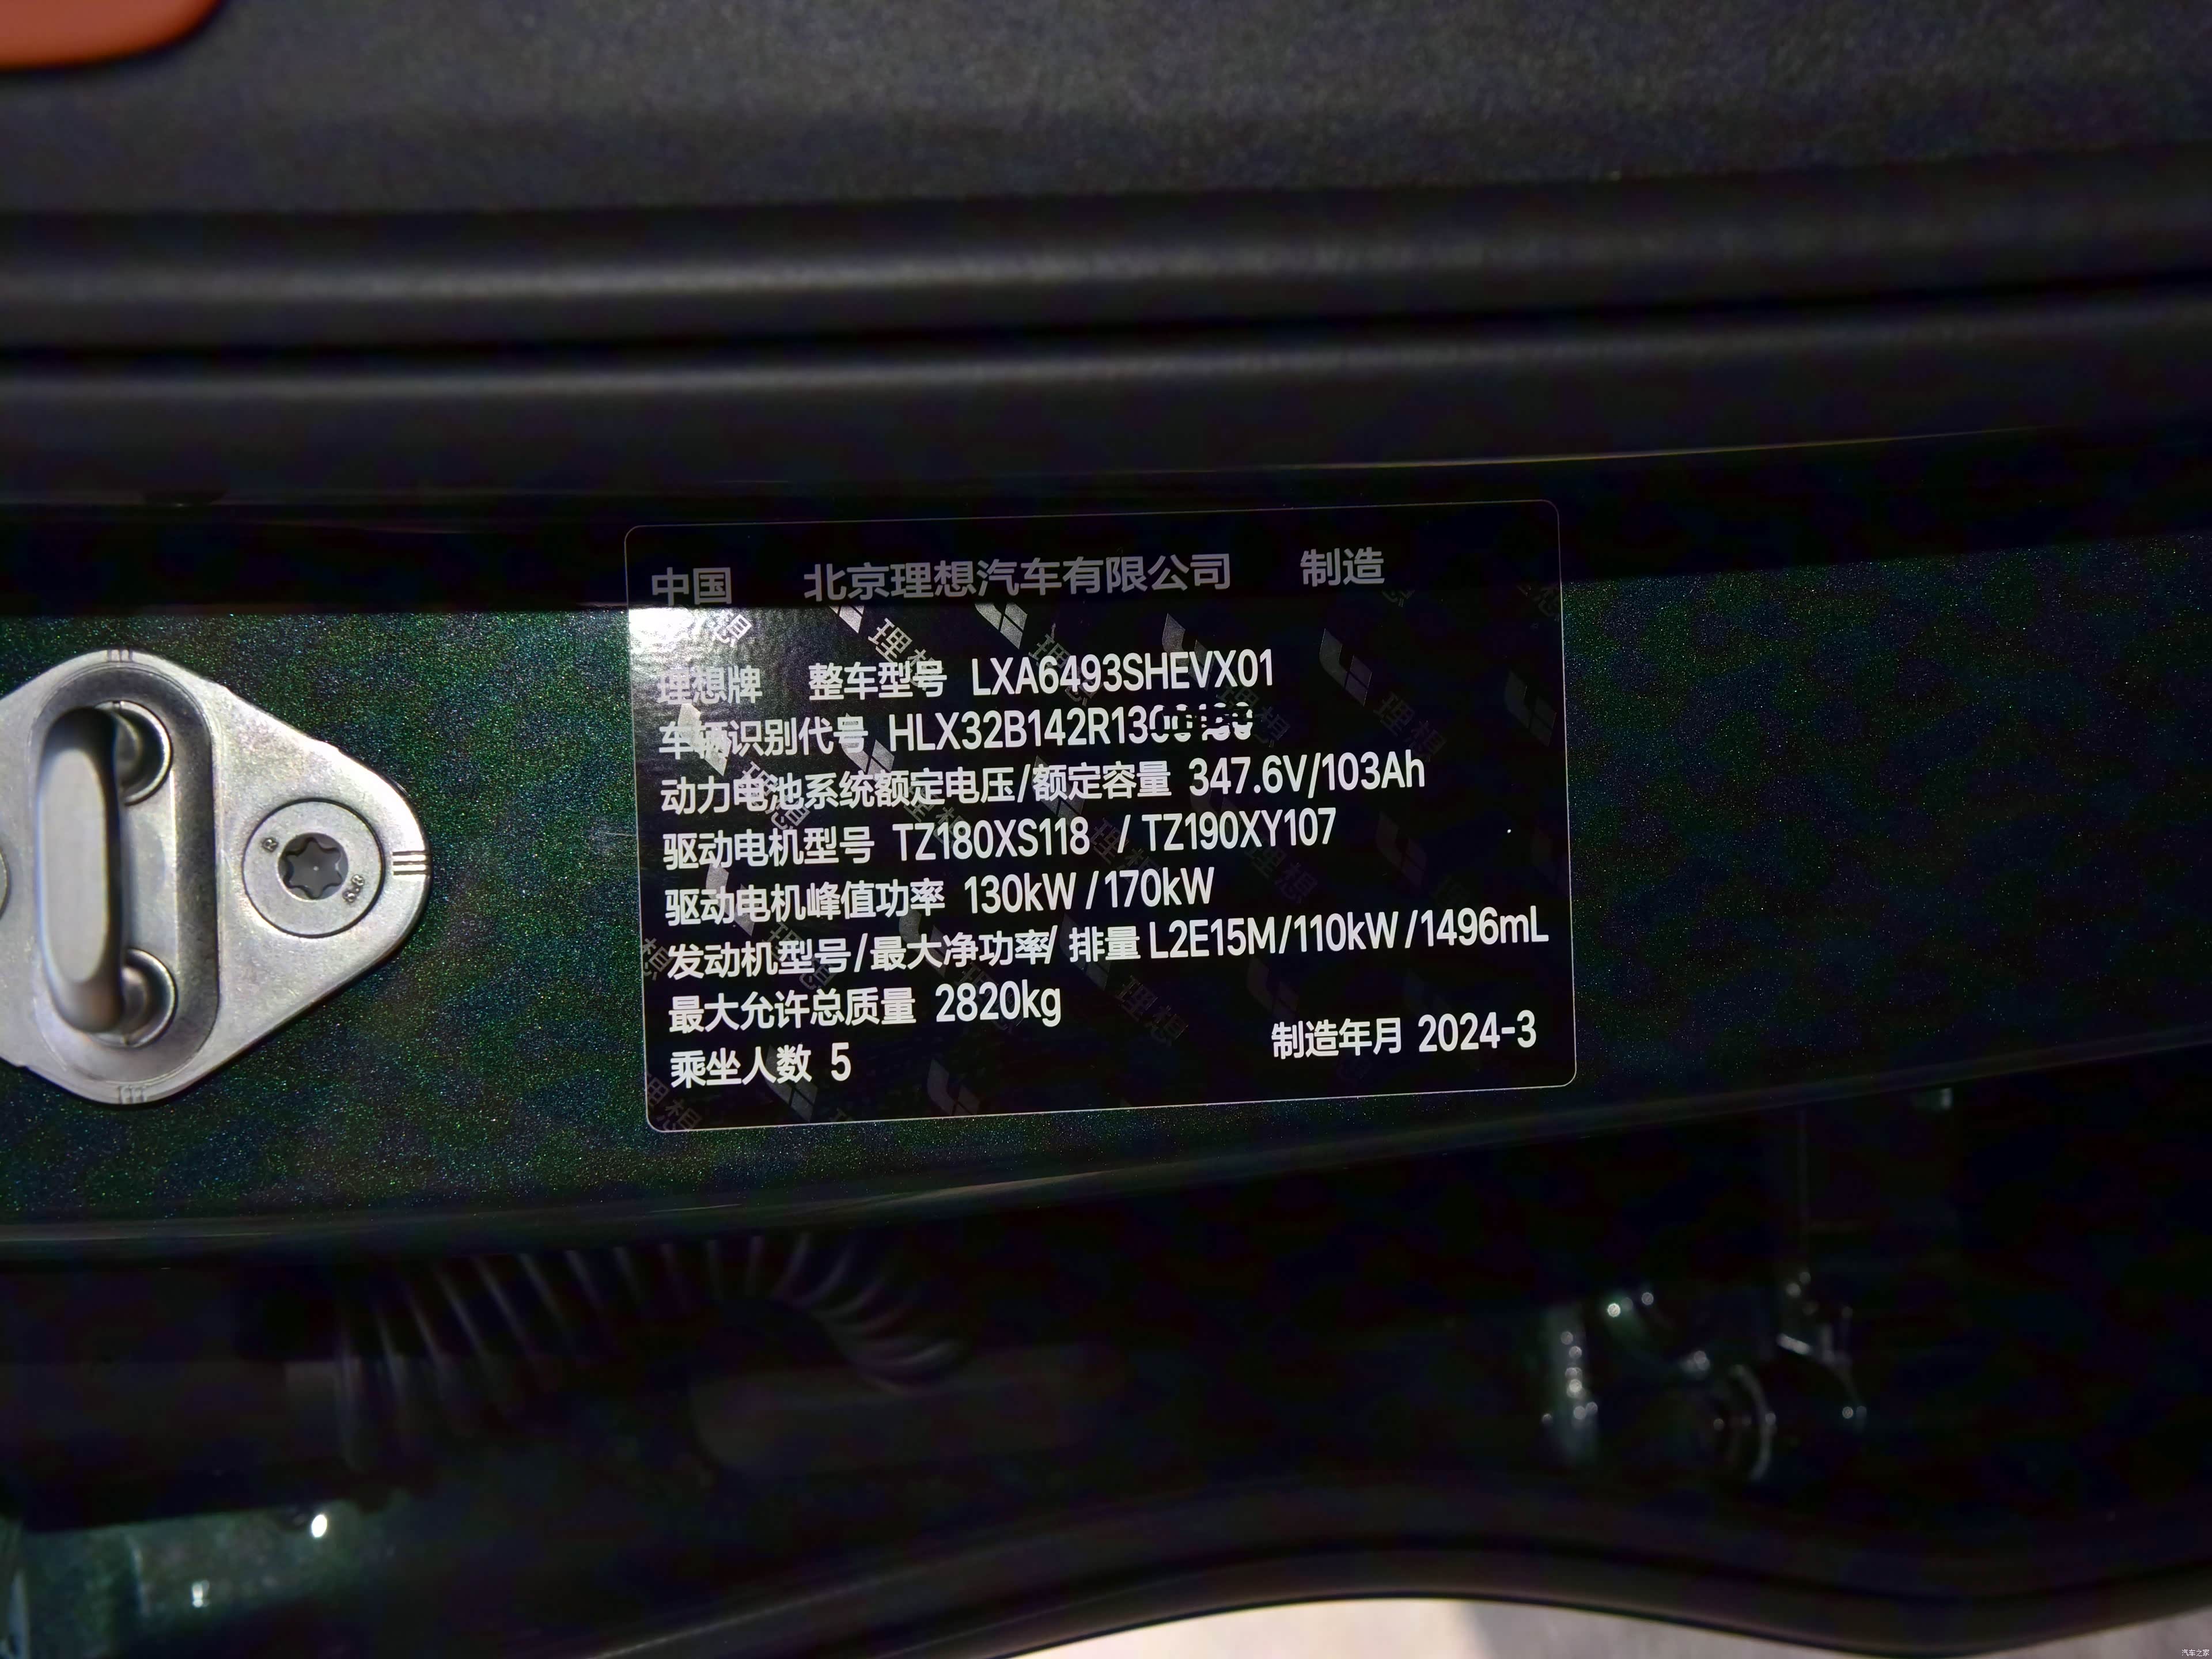 中国 北京理想汽车有限公司 制造
理想牌 整车型号 LXA6493SHEVX01
车辆识别代号 HLX32B142R13
动力电池系统额定电压/额定容量 347.6V/103Ah
驱动电机型号 TZ180XS118 / TZ190XY107
驱动电机峰值功率 130kW /170kW
发动机型号/最大净功率/ 排量 L2E15M/110kW /1496mL
最大允许总质量 2820kg
乘坐人数 5
制造年月 2024-3
汽车之家